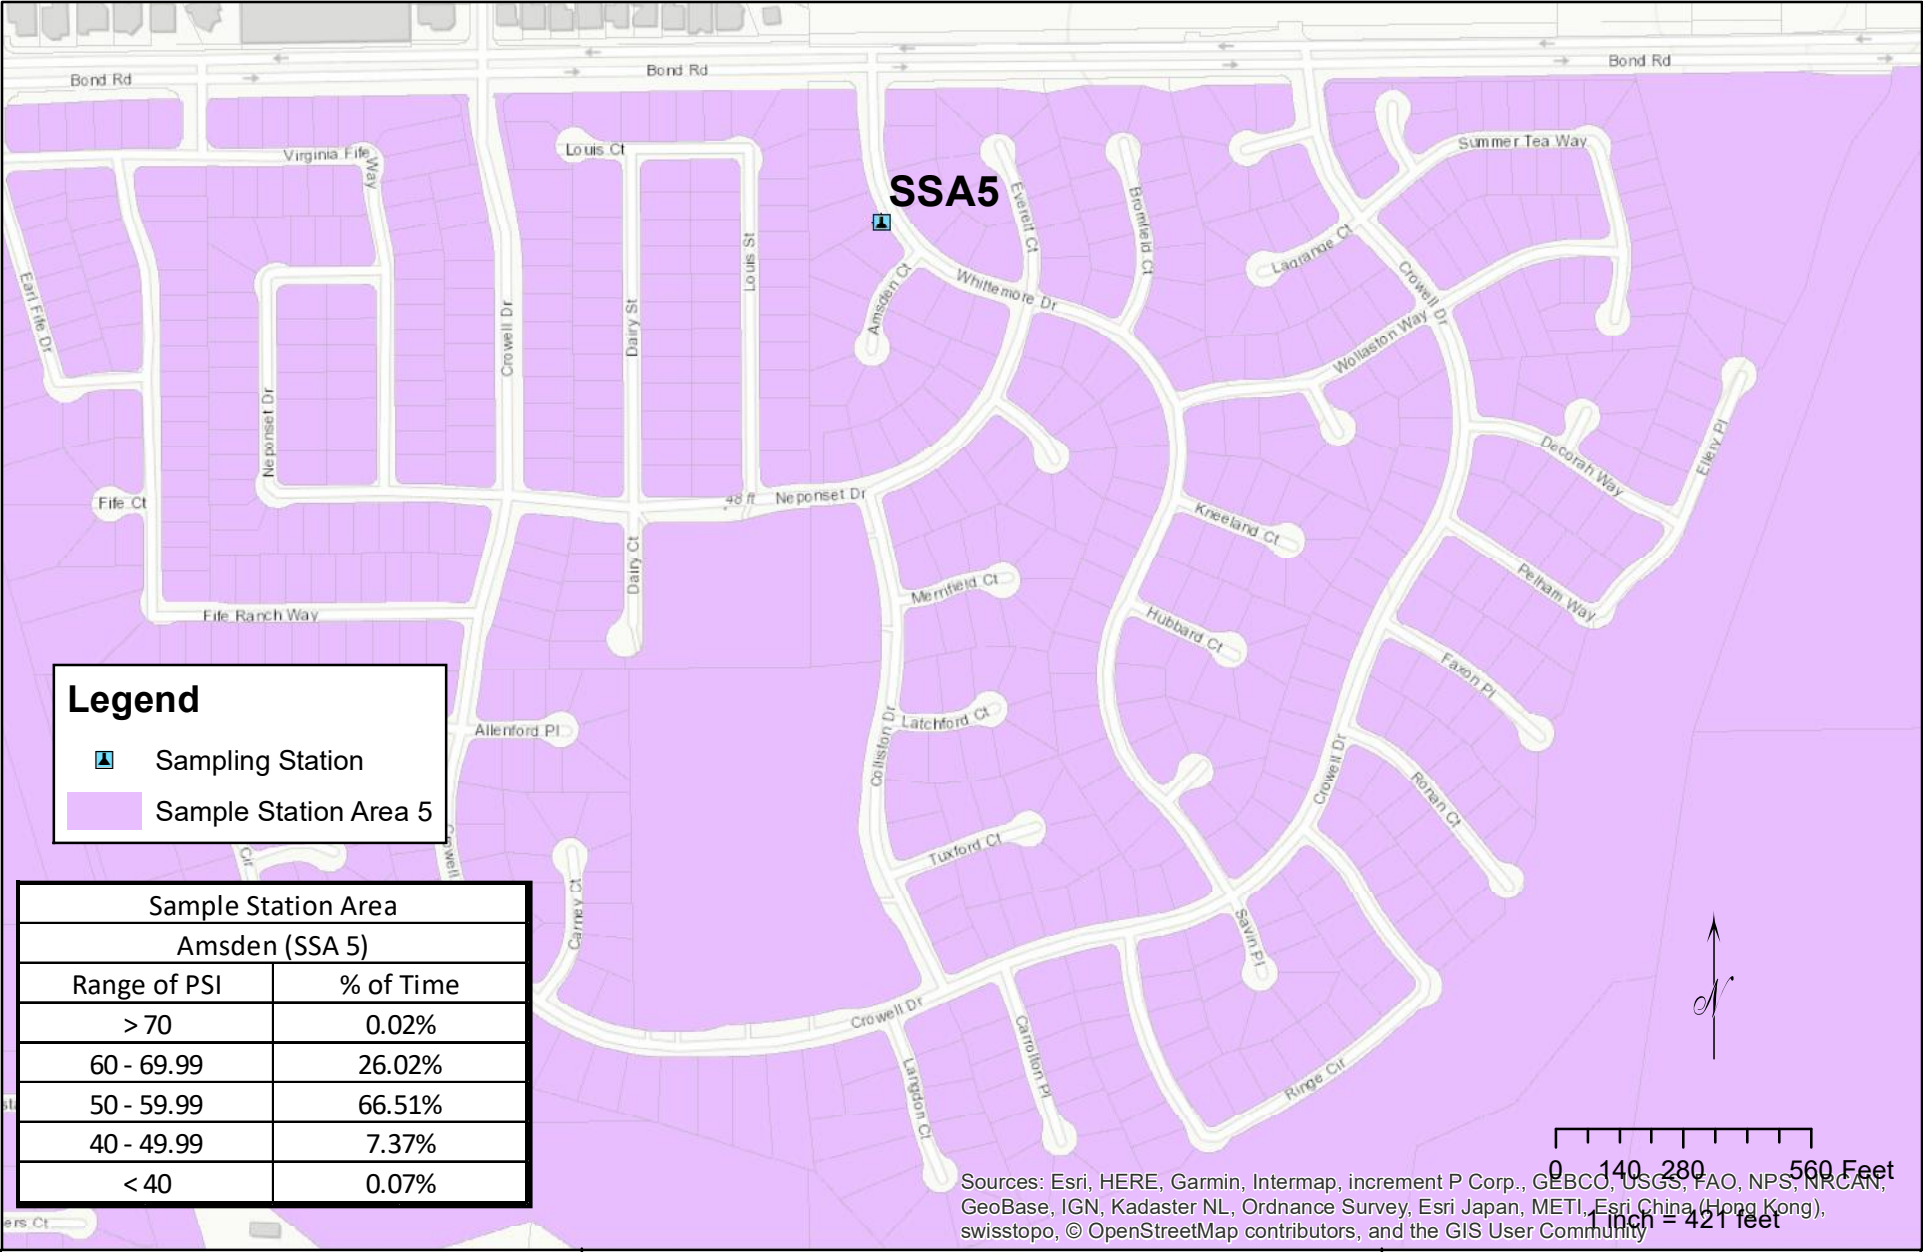 Bond Rd
Bond Rd
Bond Rd
Virginia Fife
Way
Louis Ct
Summer Tea Way
SSA5
Everett Ct
Bromfield Ct
Lagrange Ct
Earl Fife Dr
Louis St
Amsden Ct
Whittemore Dr
Crowell Dr
Crowell Dr
Dairy St
Wollaston Way
Neponset Dr
Decorah Way
Ellery Pl
Fife Ct
48 ft
Neponset Dr
Kneeland Ct
Dairy Ct
Merrifield Ct
Pelham Way
Fife Ranch Way
Hubbard Ct
Faxon Pl
Legend
Sampling Station
Sample Station Area 5
Allenford Pl
Latchford Ct
Colliston Dr
Crowell Dr
Ronan Ct
Tuxford Ct
Cir
Crowell
Carney Ct
Savin Pl
Crowell Dr
Carrolton Pl
Langdon Ct
Ringe Cir
Sample Station Area
Amsden (SSA 5)
Range of PSI % of Time
> 70 0.02%
60 - 69.99 26.02%
50 - 59.99 66.51%
40 - 49.99 7.37%
< 40 0.07%
ers Ct
N
0 140 280 560 Feet
1 inch = 421 feet
Sources: Esri, HERE, Garmin, Intermap, increment P Corp., GEBCO, USGS, FAO, NPS, NRCAN,
GeoBase, IGN, Kadaster NL, Ordnance Survey, Esri Japan, METI, Esri China (Hong Kong),
swisstopo, © OpenStreetMap contributors, and the GIS User Community